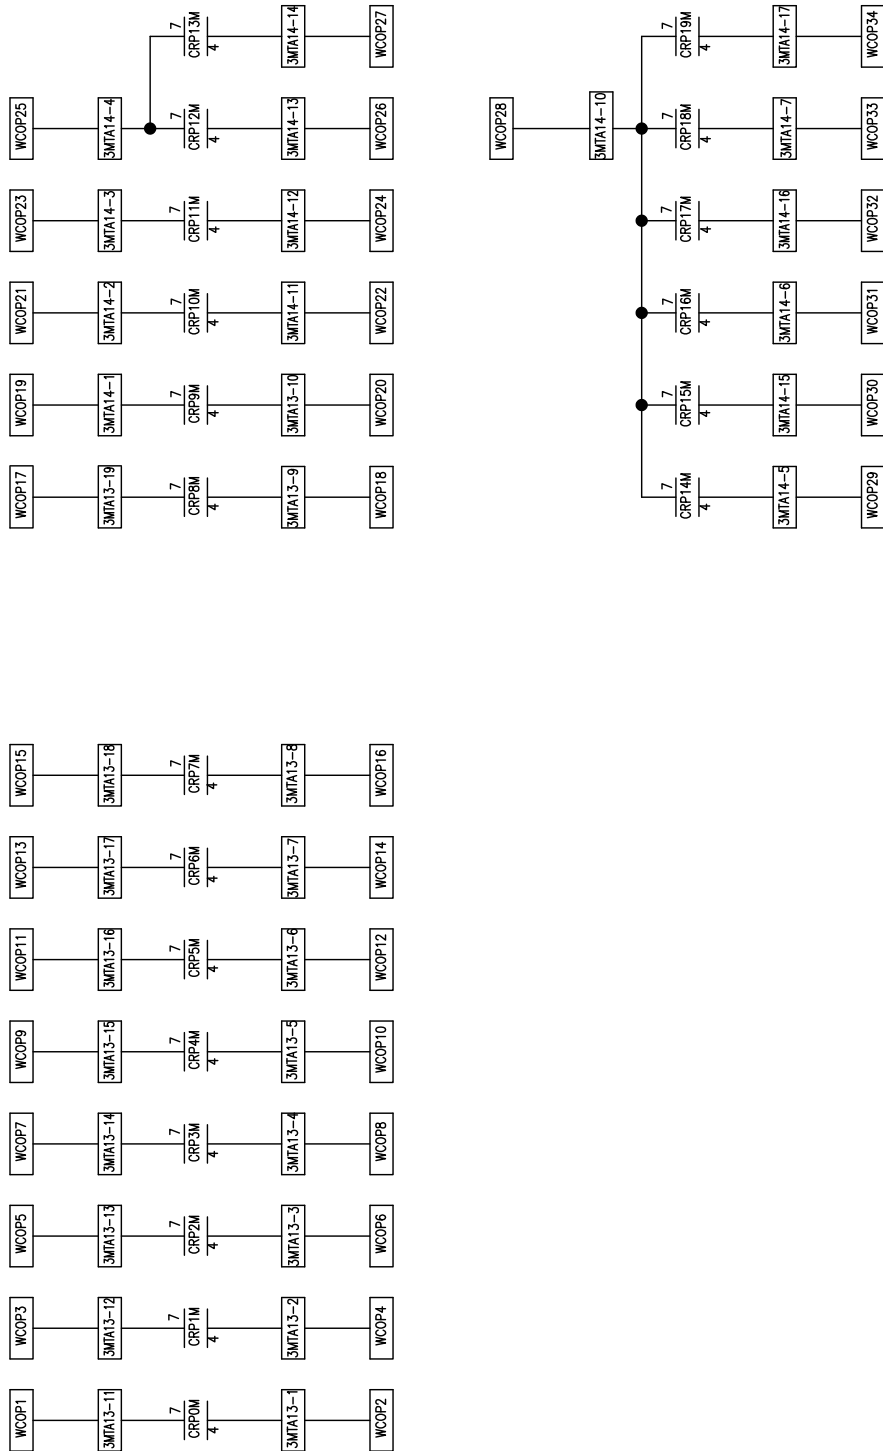 WCOP1 WCOP3 WCOP5 WCOP7 WCOP9 WCOP11 WCOP13 WCOP15 WCOP17 WCOP19 WCOP21 WCOP23 WCOP25
3MTA13-11 3MTA13-12 3MTA13-13 3MTA13-14 3MTA13-15 3MTA13-16 3MTA13-17 3MTA13-18 3MTA13-19 3MTA14-1 3MTA14-2 3MTA14-3 3MTA14-4
7 7 7 7 7 7 7 7 7 7 7 7 7 7
CRP0M CRP1M CRP2M CRP3M CRP4M CRP5M CRP6M CRP7M CRP8M CRP9M CRP10M CRP11M CRP12M CRP13M
4 4 4 4 4 4 4 4 4 4 4 4 4 4
3MTA13-1 3MTA13-2 3MTA13-3 3MTA13-4 3MTA13-5 3MTA13-6 3MTA13-7 3MTA13-8 3MTA13-9 3MTA13-10 3MTA14-11 3MTA14-12 3MTA14-13 3MTA14-14
WCOP2 WCOP4 WCOP6 WCOP8 WCOP10 WCOP12 WCOP14 WCOP16 WCOP18 WCOP20 WCOP22 WCOP24 WCOP26 WCOP27
WCOP28
3MTA14-10
7 7 7 7 7 7
CRP14M CRP15M CRP16M CRP17M CRP18M CRP19M
4 4 4 4 4 4
3MTA14-5 3MTA14-15 3MTA14-6 3MTA14-16 3MTA14-7 3MTA14-17
WCOP29 WCOP30 WCOP31 WCOP32 WCOP33 WCOP34